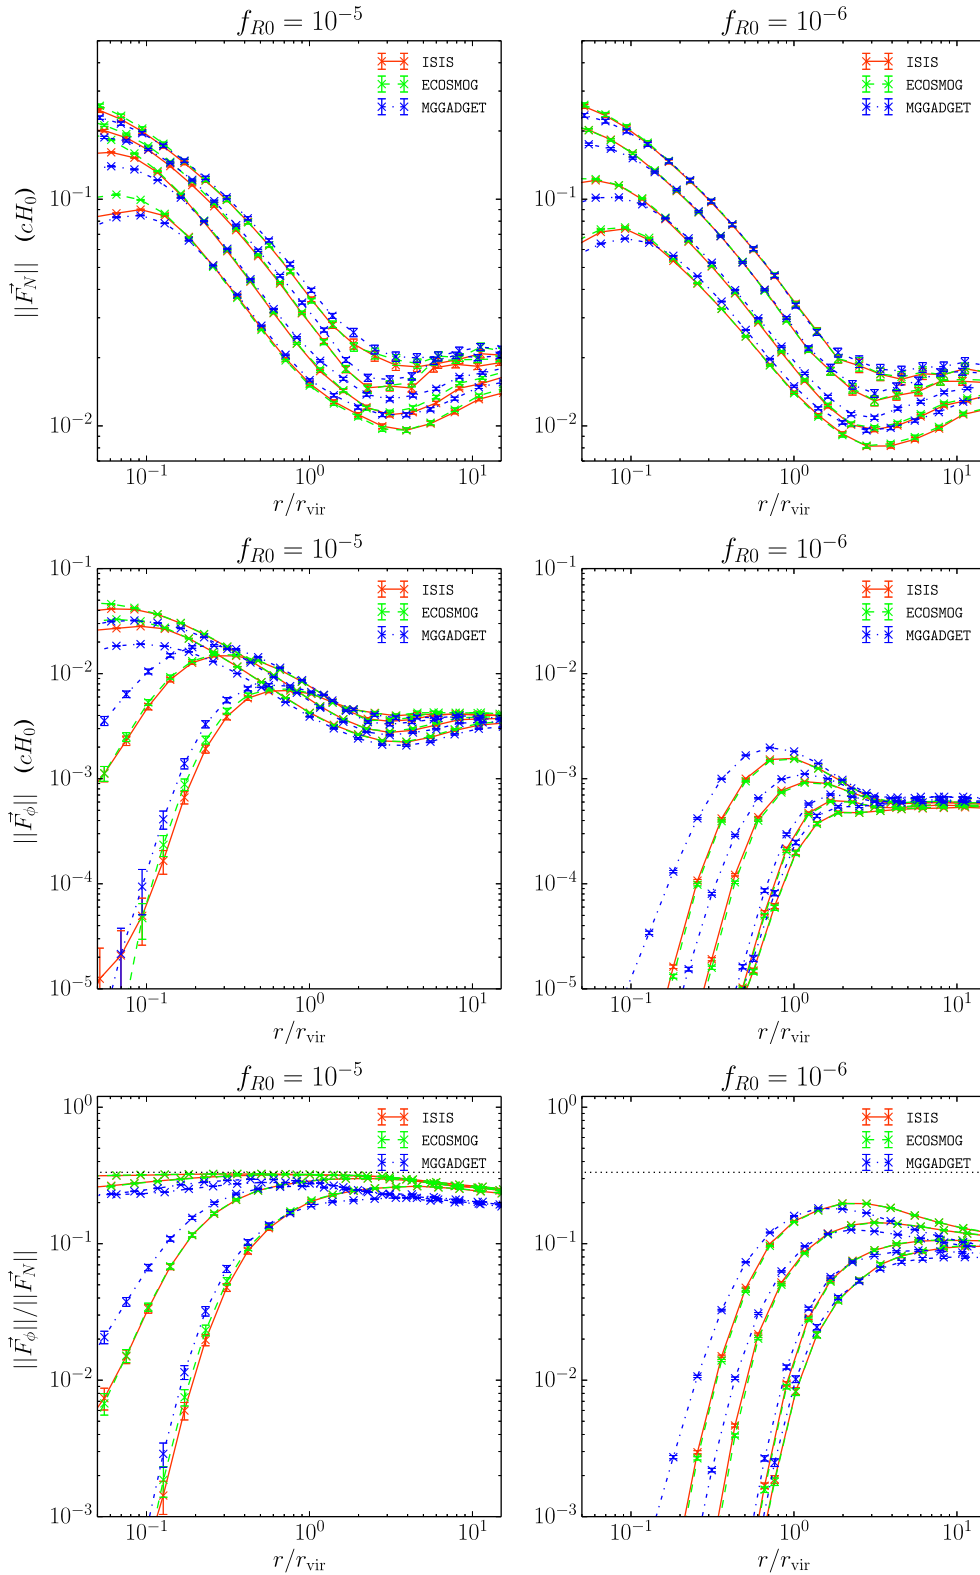 f_{R0} = 10^{-5}
f_{R0} = 10^{-6}
ISIS
ECOSMOG
MGGADGET
ISIS
ECOSMOG
MGGADGET
||\vec{F}_N|| (cH_0)
10^{-1}
10^{-2}
10^{-1}
10^{-2}
10^{-1}
10^{0}
10^{1}
10^{-1}
10^{0}
10^{1}
r/r_{vir}
r/r_{vir}
f_{R0} = 10^{-5}
f_{R0} = 10^{-6}
ISIS
ECOSMOG
MGGADGET
ISIS
ECOSMOG
MGGADGET
||\vec{F}_ϕ|| (cH_0)
10^{-1}
10^{-2}
10^{-3}
10^{-4}
10^{-5}
10^{-1}
10^{-2}
10^{-3}
10^{-4}
10^{-5}
10^{-1}
10^{0}
10^{1}
10^{-1}
10^{0}
10^{1}
r/r_{vir}
r/r_{vir}
f_{R0} = 10^{-5}
f_{R0} = 10^{-6}
ISIS
ECOSMOG
MGGADGET
ISIS
ECOSMOG
MGGADGET
||\vec{F}_ϕ||/||\vec{F}_N||
10^{0}
10^{-1}
10^{-2}
10^{-3}
10^{0}
10^{-1}
10^{-2}
10^{-3}
10^{-1}
10^{0}
10^{1}
10^{-1}
10^{0}
10^{1}
r/r_{vir}
r/r_{vir}